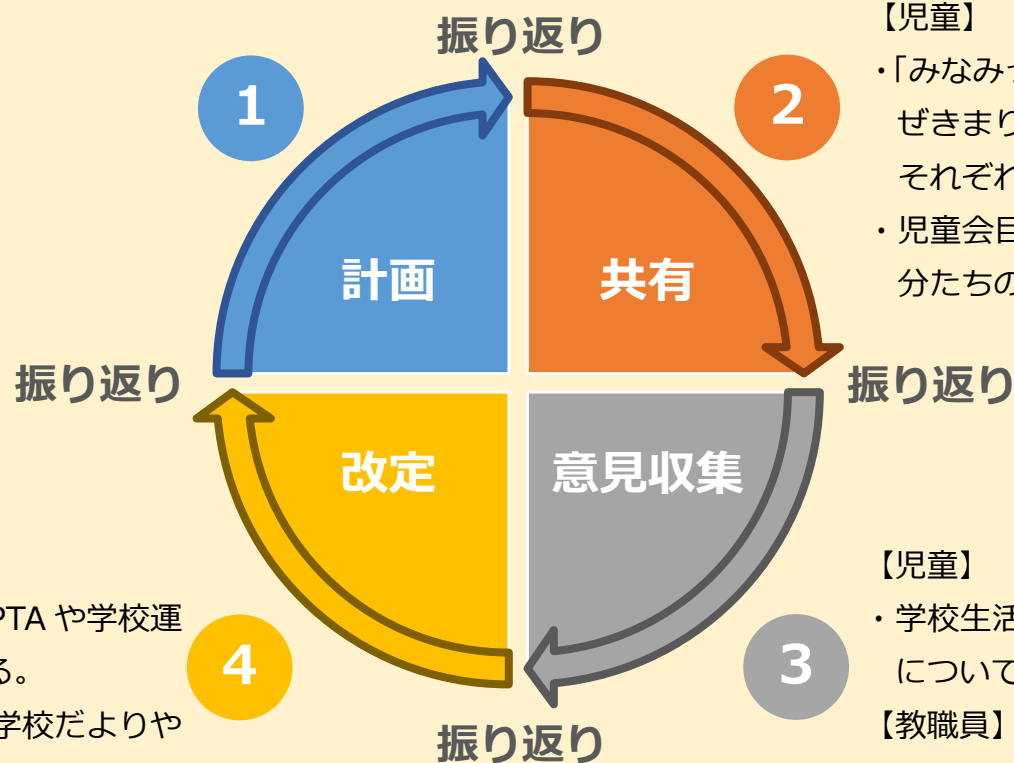 振り返り
1
2
計画
共有
【児童】
・「みなみっ
ぜきまり
それぞれ
・児童会目
分たちの
振り返り
振り返り
改定
意見収集
PTA や学校運
る。
学校だよりや
4
3
【児童】
・学校生活
について
【教職員】
振り返り